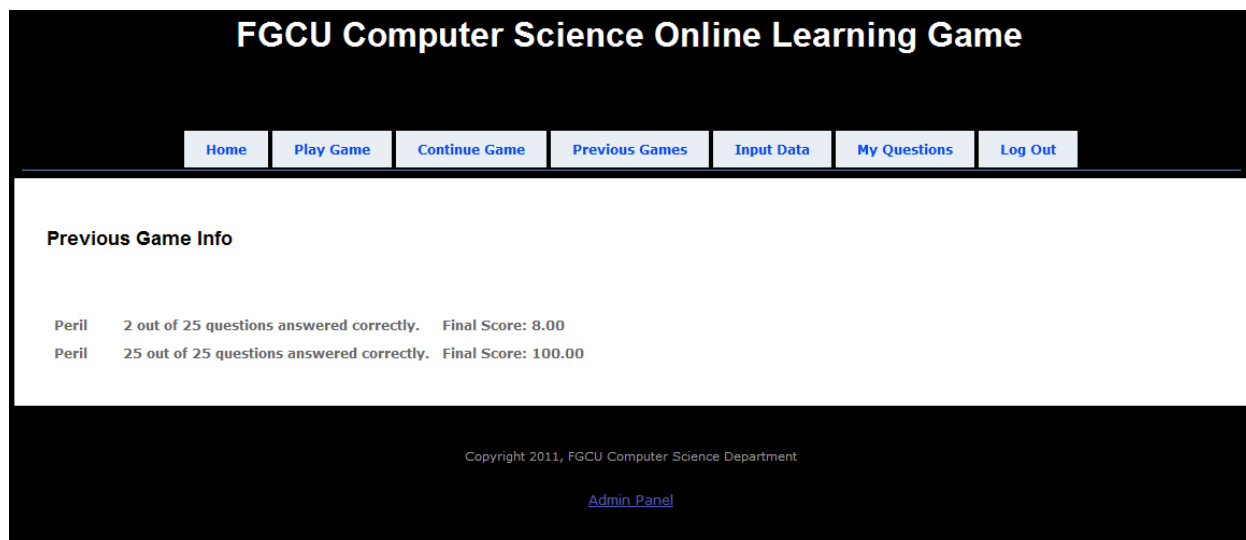 FGCU Computer Science Online Learning Game
Home Play Game Continue Game Previous Games Input Data My Questions Log Out
Previous Game Info
Peril 2 out of 25 questions answered correctly. Final Score: 8.00
Peril 25 out of 25 questions answered correctly. Final Score: 100.00
Copyright 2011, FGCU Computer Science Department
Admin Panel